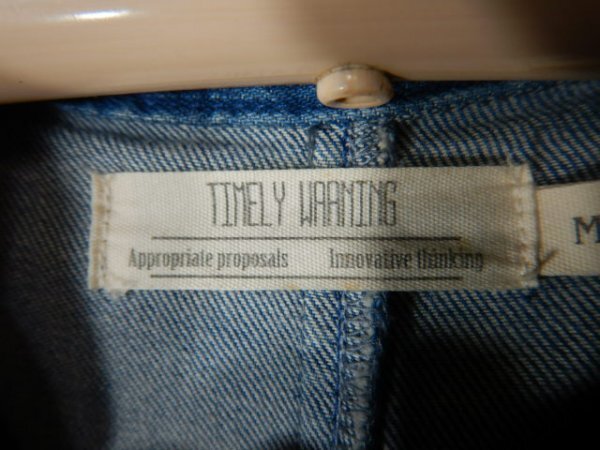 TIMELY WARNING
Appropriate proposals Innovative thinking
M